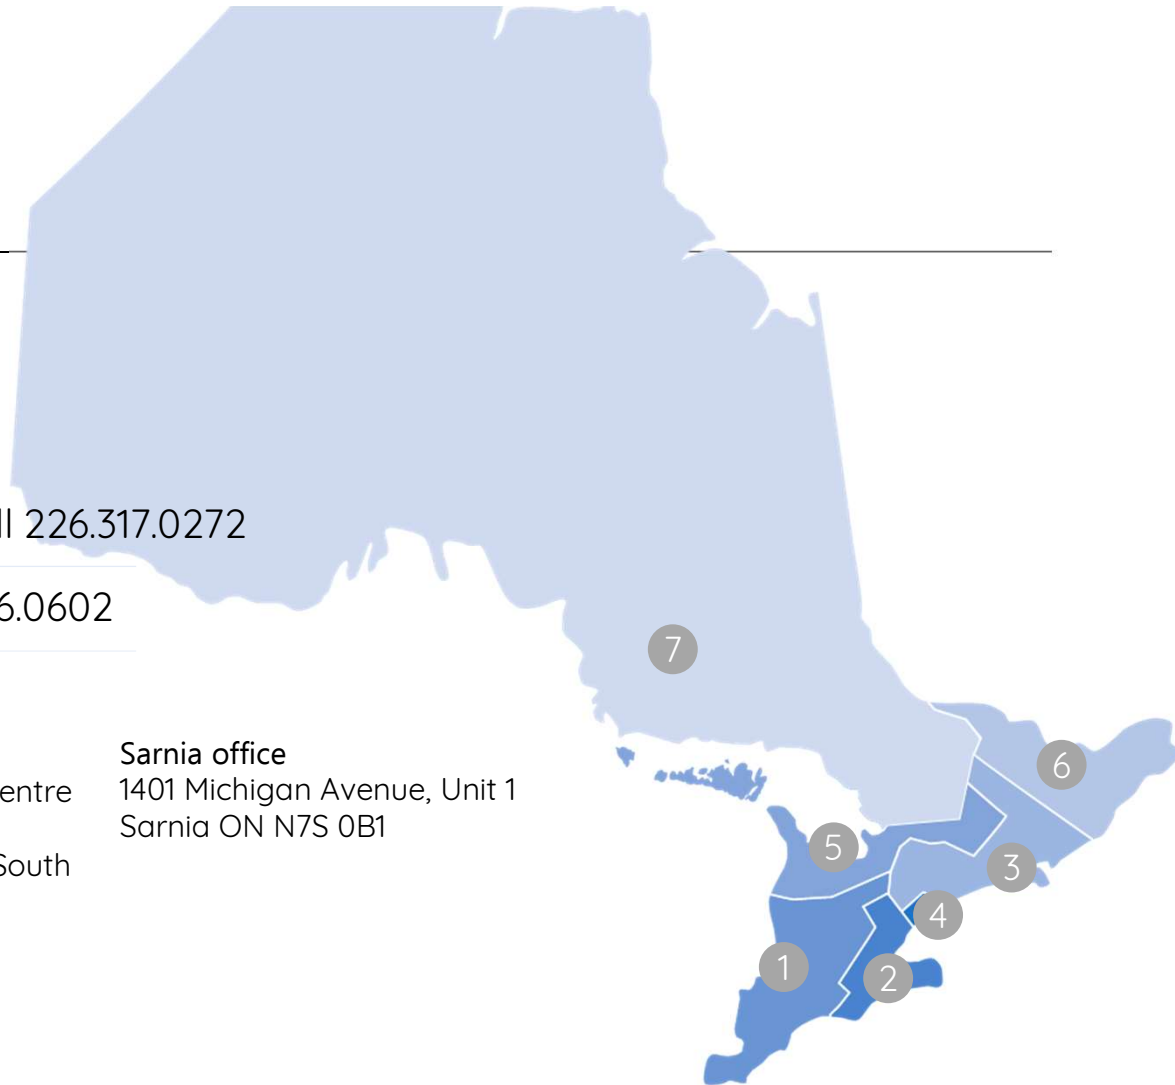 ll 226.317.0272
6.0602
7
Sarnia office
1401 Michigan Avenue, Unit 1
Sarnia ON N7S 0B1
entre
South
6
5
3
4
1
2